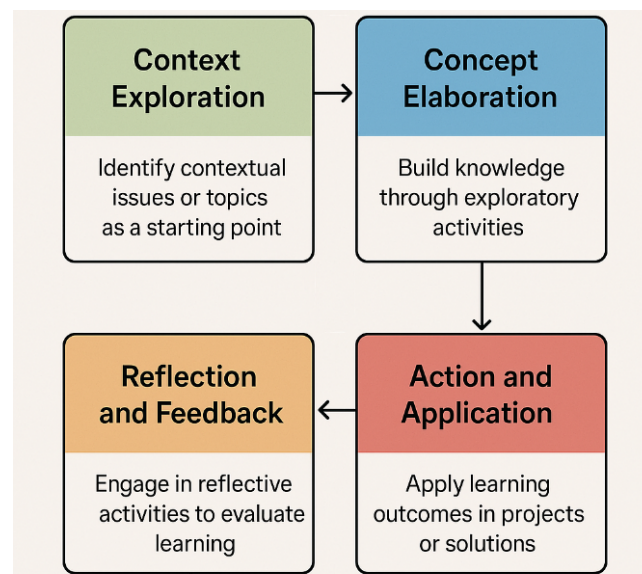 Context
Exploration
Identify contextual
issues or topics
as a starting point
Concept
Elaboration
Build knowledge
through exploratory
activities
Action and
Application
Apply learning
outcomes in projects
or solutions
Reflection
and Feedback
Engage in reflective
activities to evaluate
learning